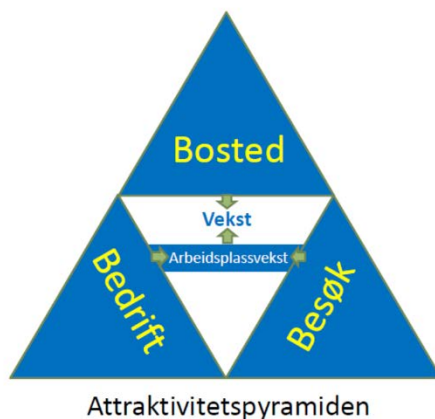 Bosted
Vekst
Arbeidsplassvekst
Bedrift
Besøk
Attraktivitetspyramiden